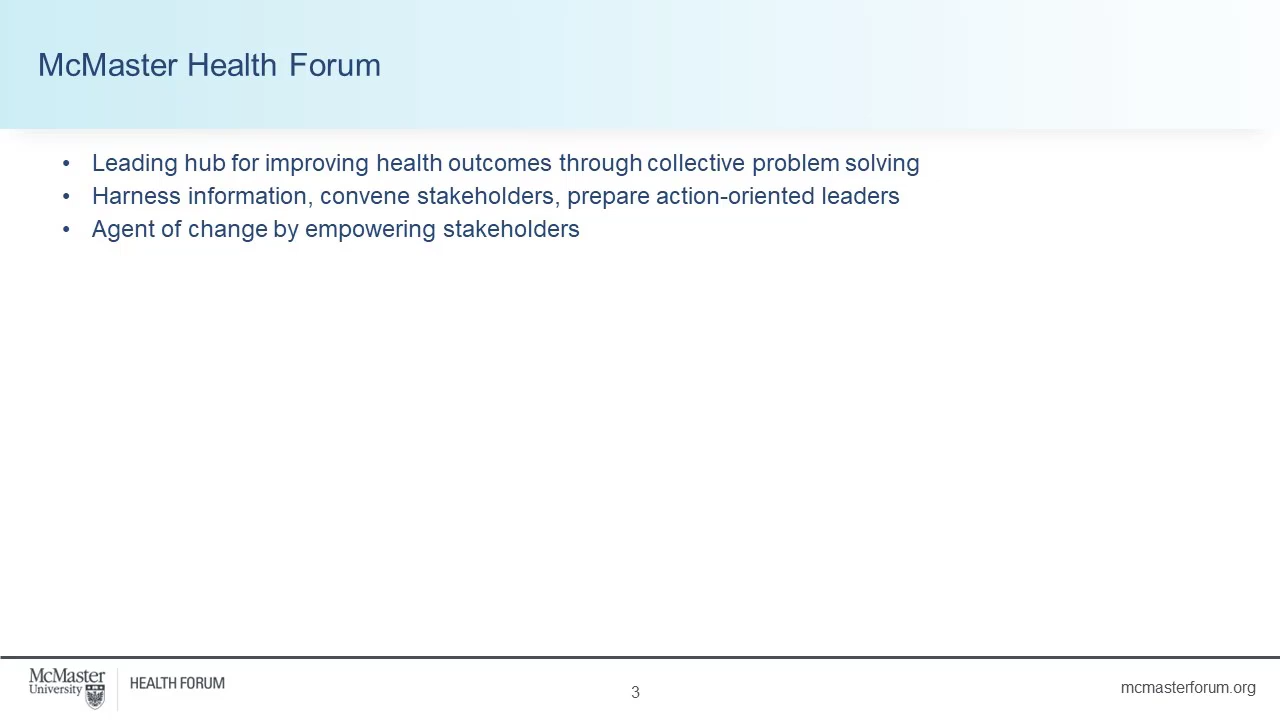 McMaster Health Forum
• Leading hub for improving health outcomes through collective problem solving
• Harness information, convene stakeholders, prepare action-oriented leaders
• Agent of change by empowering stakeholders
McMaster
University
HEALTH FORUM
3
mcmasterforum.org